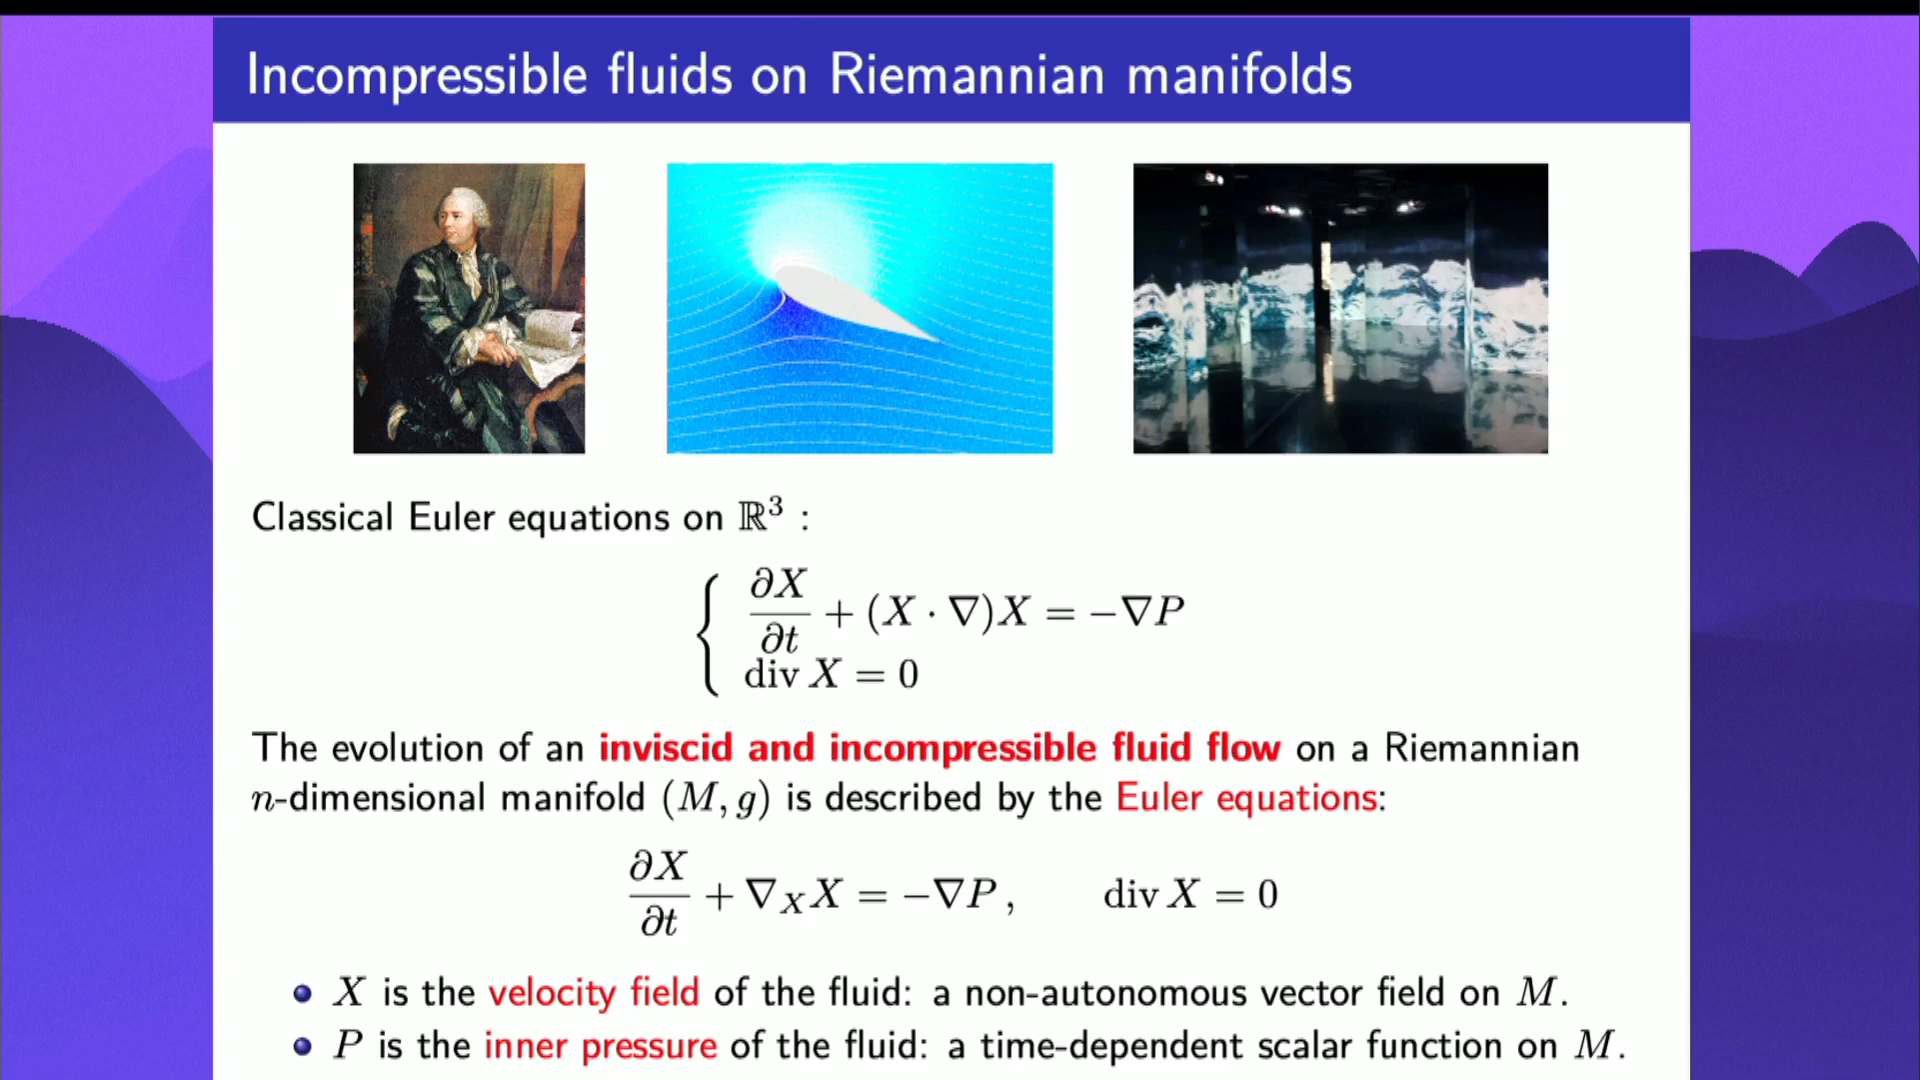 Incompressible fluids on Riemannian manifolds
Classical Euler equations on ℝ³ :
∂X/∂t + (X · ∇)X = −∇P
div X = 0
The evolution of an inviscid and incompressible fluid flow on a Riemannian
n-dimensional manifold (M, g) is described by the Euler equations:
∂X/∂t + ∇_X X = −∇P , div X = 0
• X is the velocity field of the fluid: a non-autonomous vector field on M.
• P is the inner pressure of the fluid: a time-dependent scalar function on M.